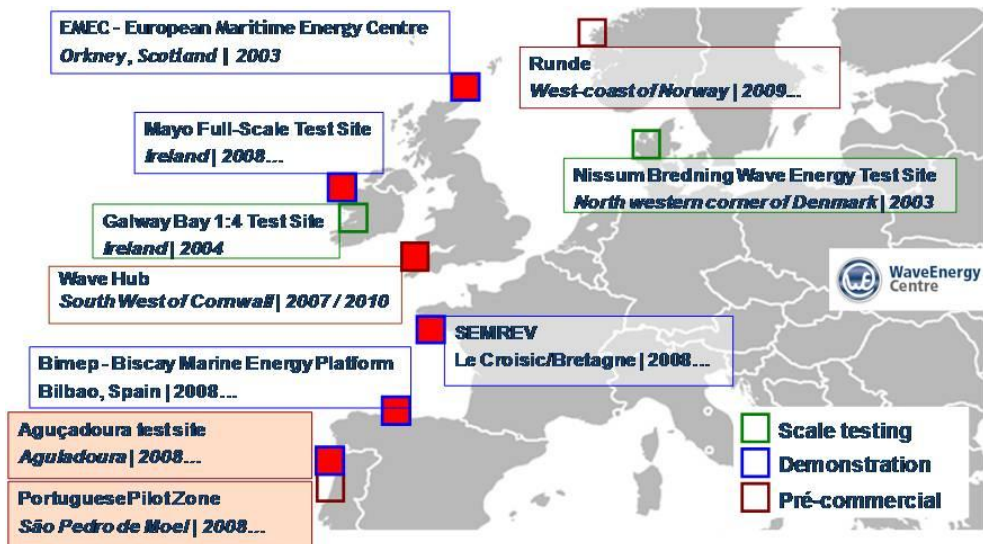 EMEC - European Maritime Energy Centre
Orkney, Scotland | 2003
Runde
West-coast of Norway | 2009...
Mayo Full-Scale Test Site
Ireland | 2008...
Nissum Bredning Wave Energy Test Site
North western corner of Denmark | 2003
Galway Bay 1:4 Test Site
Ireland | 2004
Wave Hub
South West of Cornwall | 2007 / 2010
WaveEnergy
Centre
SEMREV
Le Croisic/Bretagne | 2008...
Bimep - Biscay Marine Energy Platform
Bilbao, Spain | 2008...
Aguçadoura test site
Aguladoura | 2008...
Portuguese Pilot Zone
São Pedro de Moel | 2008...
Scale testing
Demonstration
Pré-commercial